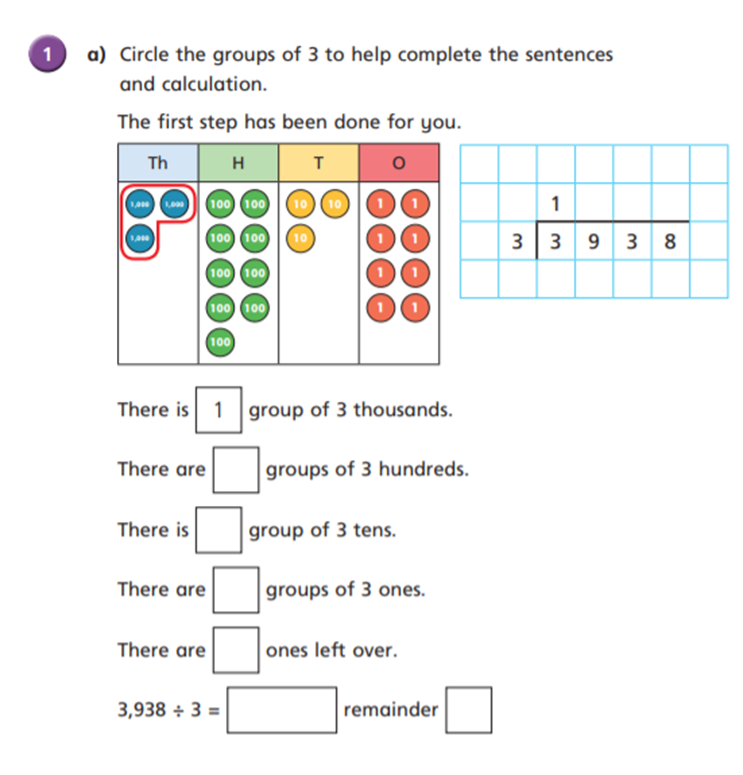 1 a) Circle the groups of 3 to help complete the sentences
and calculation.
The first step has been done for you.
Th H T O
1,000 1,000 100 100 10 10 1 1
1,000 100 100 10 1 1
100 100 1 1
100 100 1 1
100
1
3 3 9 3 8
There is 1 group of 3 thousands.
There are groups of 3 hundreds.
There is group of 3 tens.
There are groups of 3 ones.
There are ones left over.
3,938 ÷ 3 = remainder